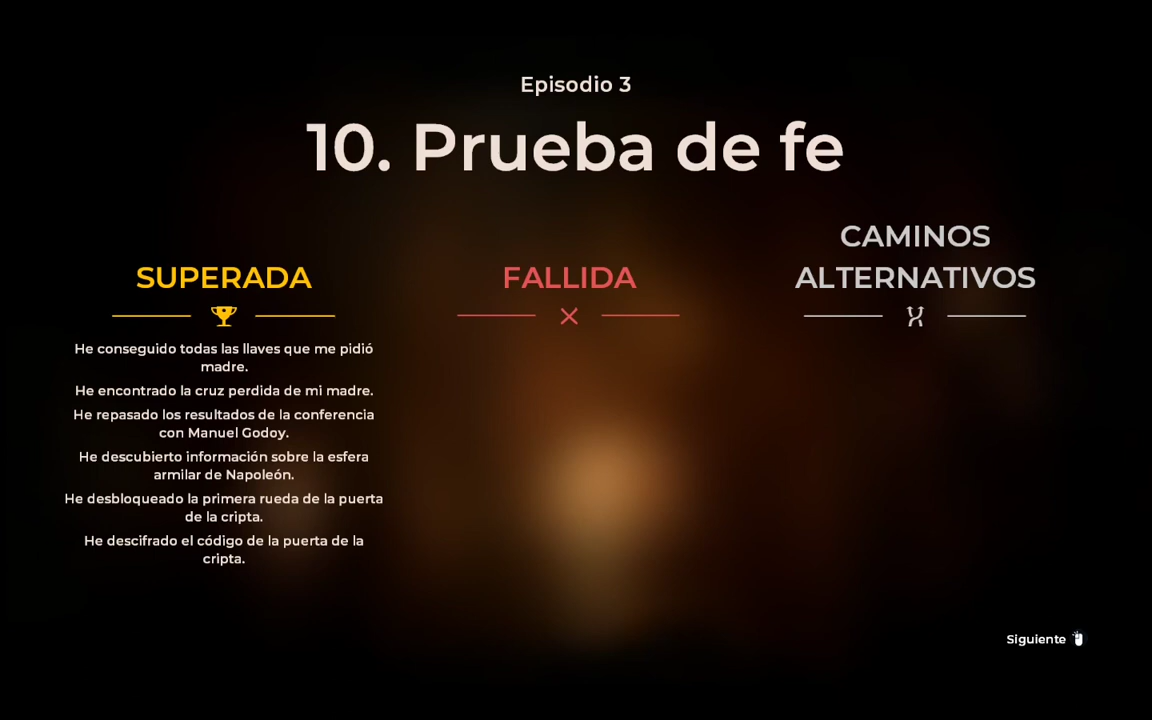 Episodio 3
10. Prueba de fe
SUPERADA
He conseguido todas las llaves que me pidió
madre.
He encontrado la cruz perdida de mi madre.
He repasado los resultados de la conferencia
con Manuel Godoy.
He descubierto información sobre la esfera
armilar de Napoleón.
He desbloqueado la primera rueda de la puerta
de la cripta.
He descifrado el código de la puerta de la
cripta.
FALLIDA
CAMINOS
ALTERNATIVOS
Siguiente